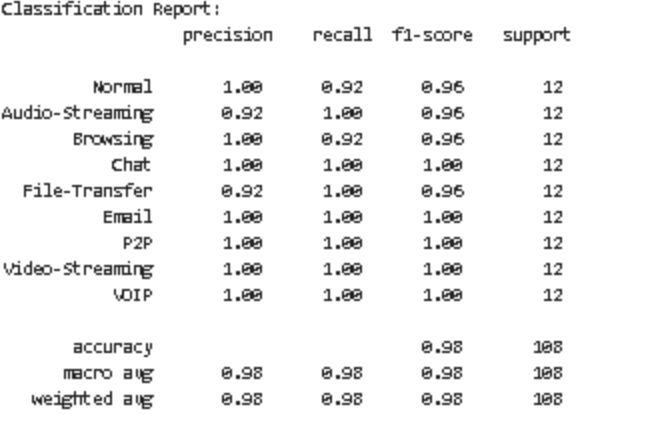 Classification Report:
precision recall f1-score support
Normal 1.00 0.92 0.96 12
Audio-Streaming 0.92 1.00 0.96 12
Browsing 1.00 0.92 0.96 12
Chat 1.00 1.00 1.00 12
File-Transfer 0.92 1.00 0.96 12
Email 1.00 1.00 1.00 12
P2P 1.00 1.00 1.00 12
Video-Streaming 1.00 1.00 1.00 12
VOIP 1.00 1.00 1.00 12
accuracy 0.98 108
macro avg 0.98 0.98 0.98 108
weighted avg 0.98 0.98 0.98 108